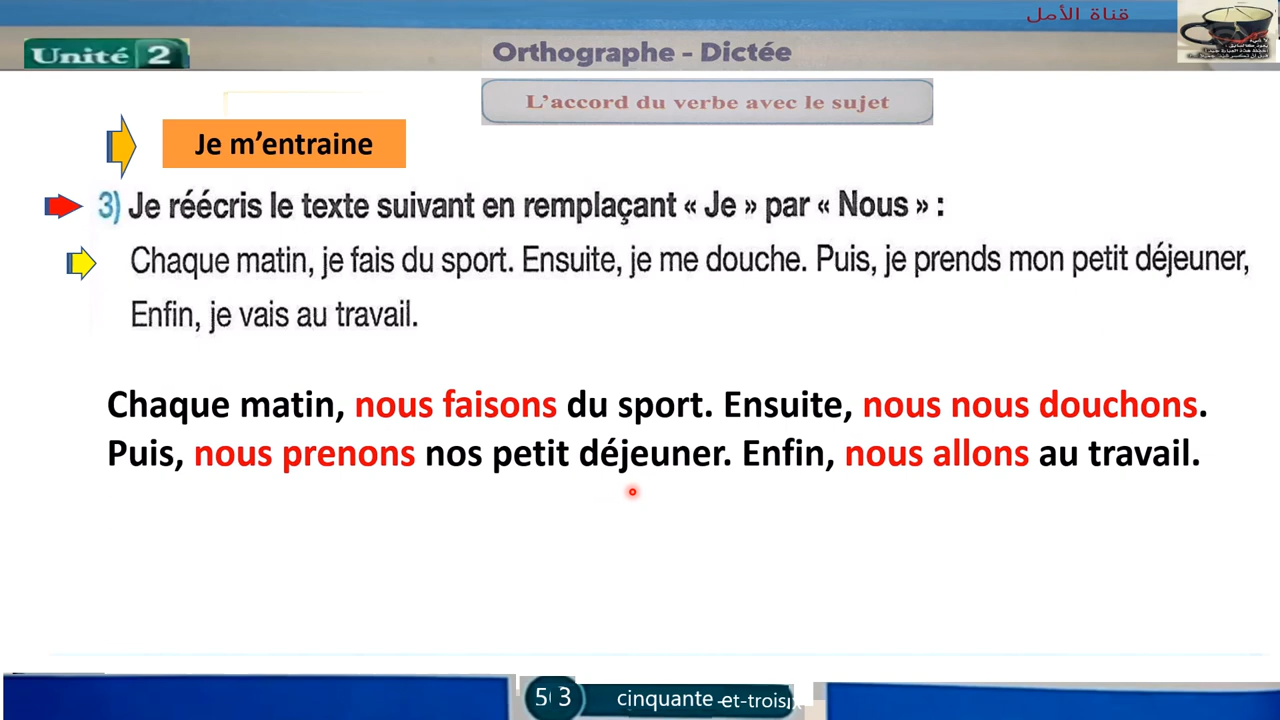 قناة الأمل
Unité 2
Orthographe - Dictée
L'accord du verbe avec le sujet
Je m'entraine
3) Je réécris le texte suivant en remplaçant « Je » par « Nous » :
Chaque matin, je fais du sport. Ensuite, je me douche. Puis, je prends mon petit déjeuner,
Enfin, je vais au travail.
Chaque matin, nous faisons du sport. Ensuite, nous nous douchons.
Puis, nous prenons nos petit déjeuner. Enfin, nous allons au travail.
53 cinquante-et-trois